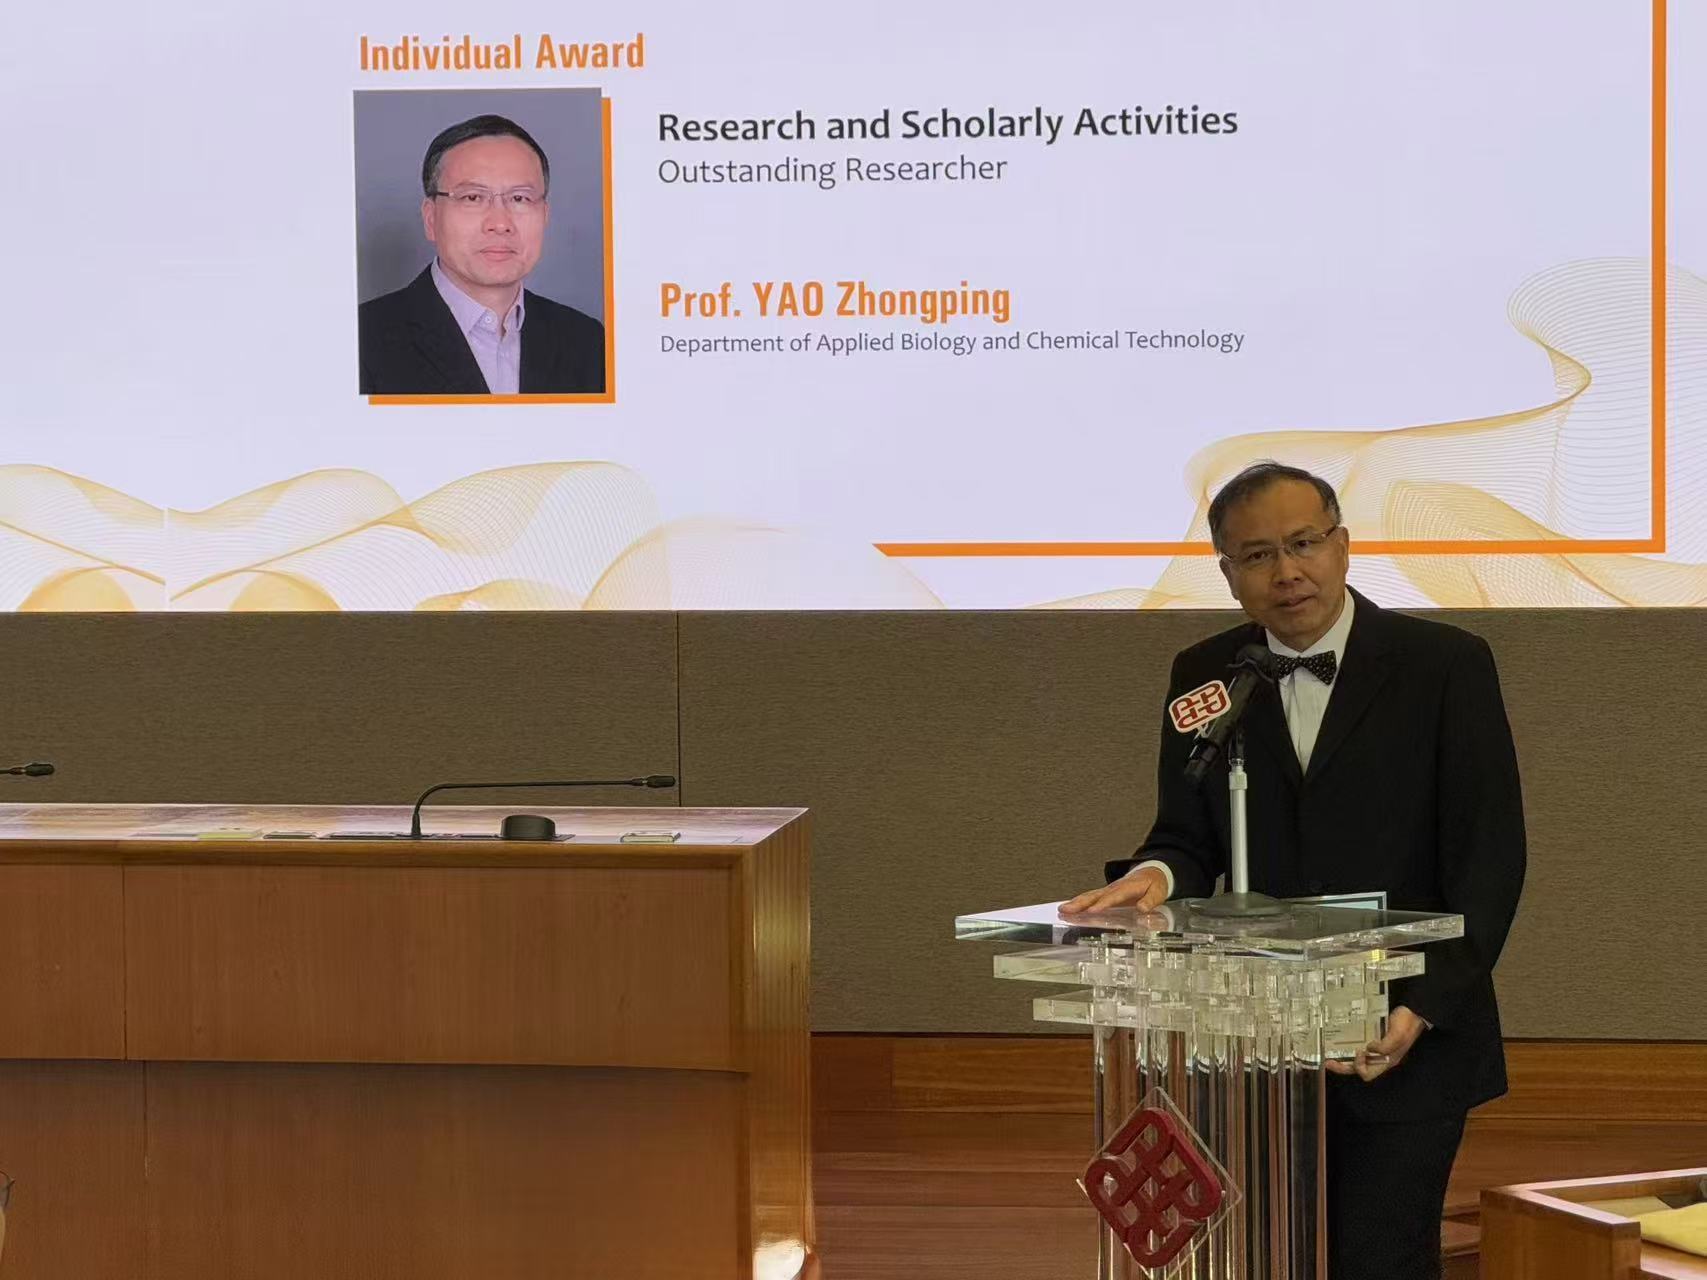 Individual Award
Research and Scholarly Activities
Outstanding Researcher
Prof. YAO Zhongping
Department of Applied Biology and Chemical Technology